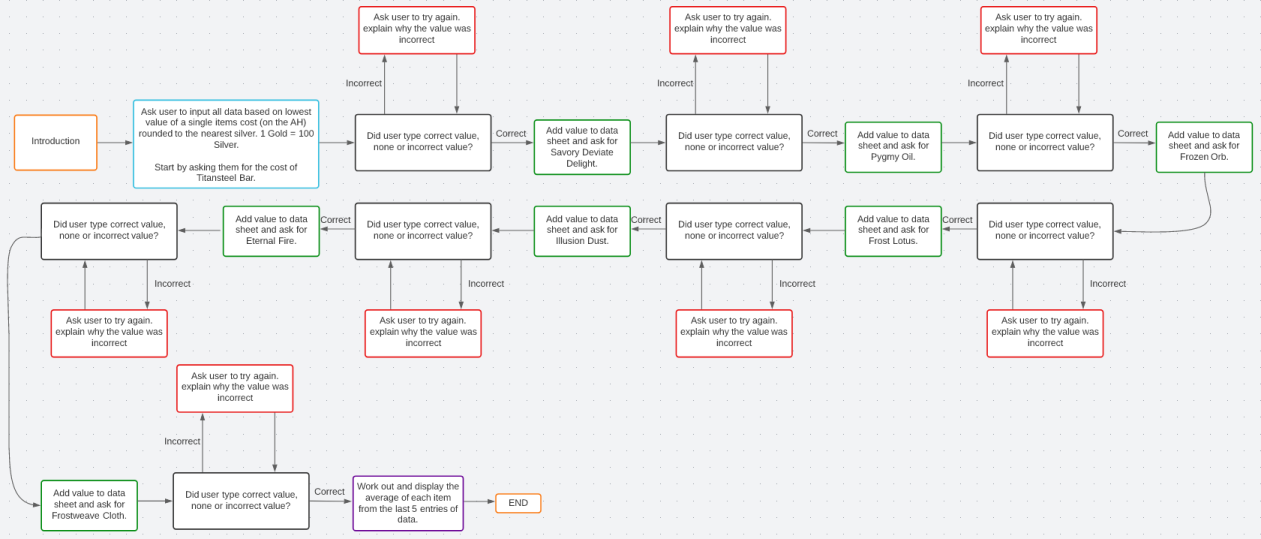 Ask user to try again.
explain why the value was
incorrect
Ask user to try again.
explain why the value was
incorrect
Ask user to try again.
explain why the value was
incorrect
Incorrect
Incorrect
Incorrect
Introduction
Ask user to input all data based on lowest
value of a single items cost (on the AH)
rounded to the nearest silver. 1 Gold = 100
Silver.
Start by asking them for the cost of
Titansteel Bar.
Did user type correct value,
none or incorrect value?
Correct
Add value to data
sheet and ask for
Savory Deviate
Delight.
Did user type correct value,
none or incorrect value?
Correct
Add value to data
sheet and ask for
Pygmy Oil.
Did user type correct value,
none or incorrect value?
Correct
Add value to data
sheet and ask for
Frozen Orb.
Did user type correct value,
none or incorrect value?
Correct
Add value to data
sheet and ask for
Frost Lotus.
Did user type correct value,
none or incorrect value?
Correct
Add value to data
sheet and ask for
Illusion Dust.
Did user type correct value,
none or incorrect value?
Correct
Add value to data
sheet and ask for
Eternal Fire.
Did user type correct value,
none or incorrect value?
Incorrect
Incorrect
Incorrect
Incorrect
Ask user to try again.
explain why the value was
incorrect
Ask user to try again.
explain why the value was
incorrect
Ask user to try again.
explain why the value was
incorrect
Ask user to try again.
explain why the value was
incorrect
Ask user to try again.
explain why the value was
incorrect
Incorrect
Add value to data
sheet and ask for
Frostweave Cloth.
Did user type correct value,
none or incorrect value?
Correct
Work out and display the
average of each item
from the last 5 entries of
data.
END